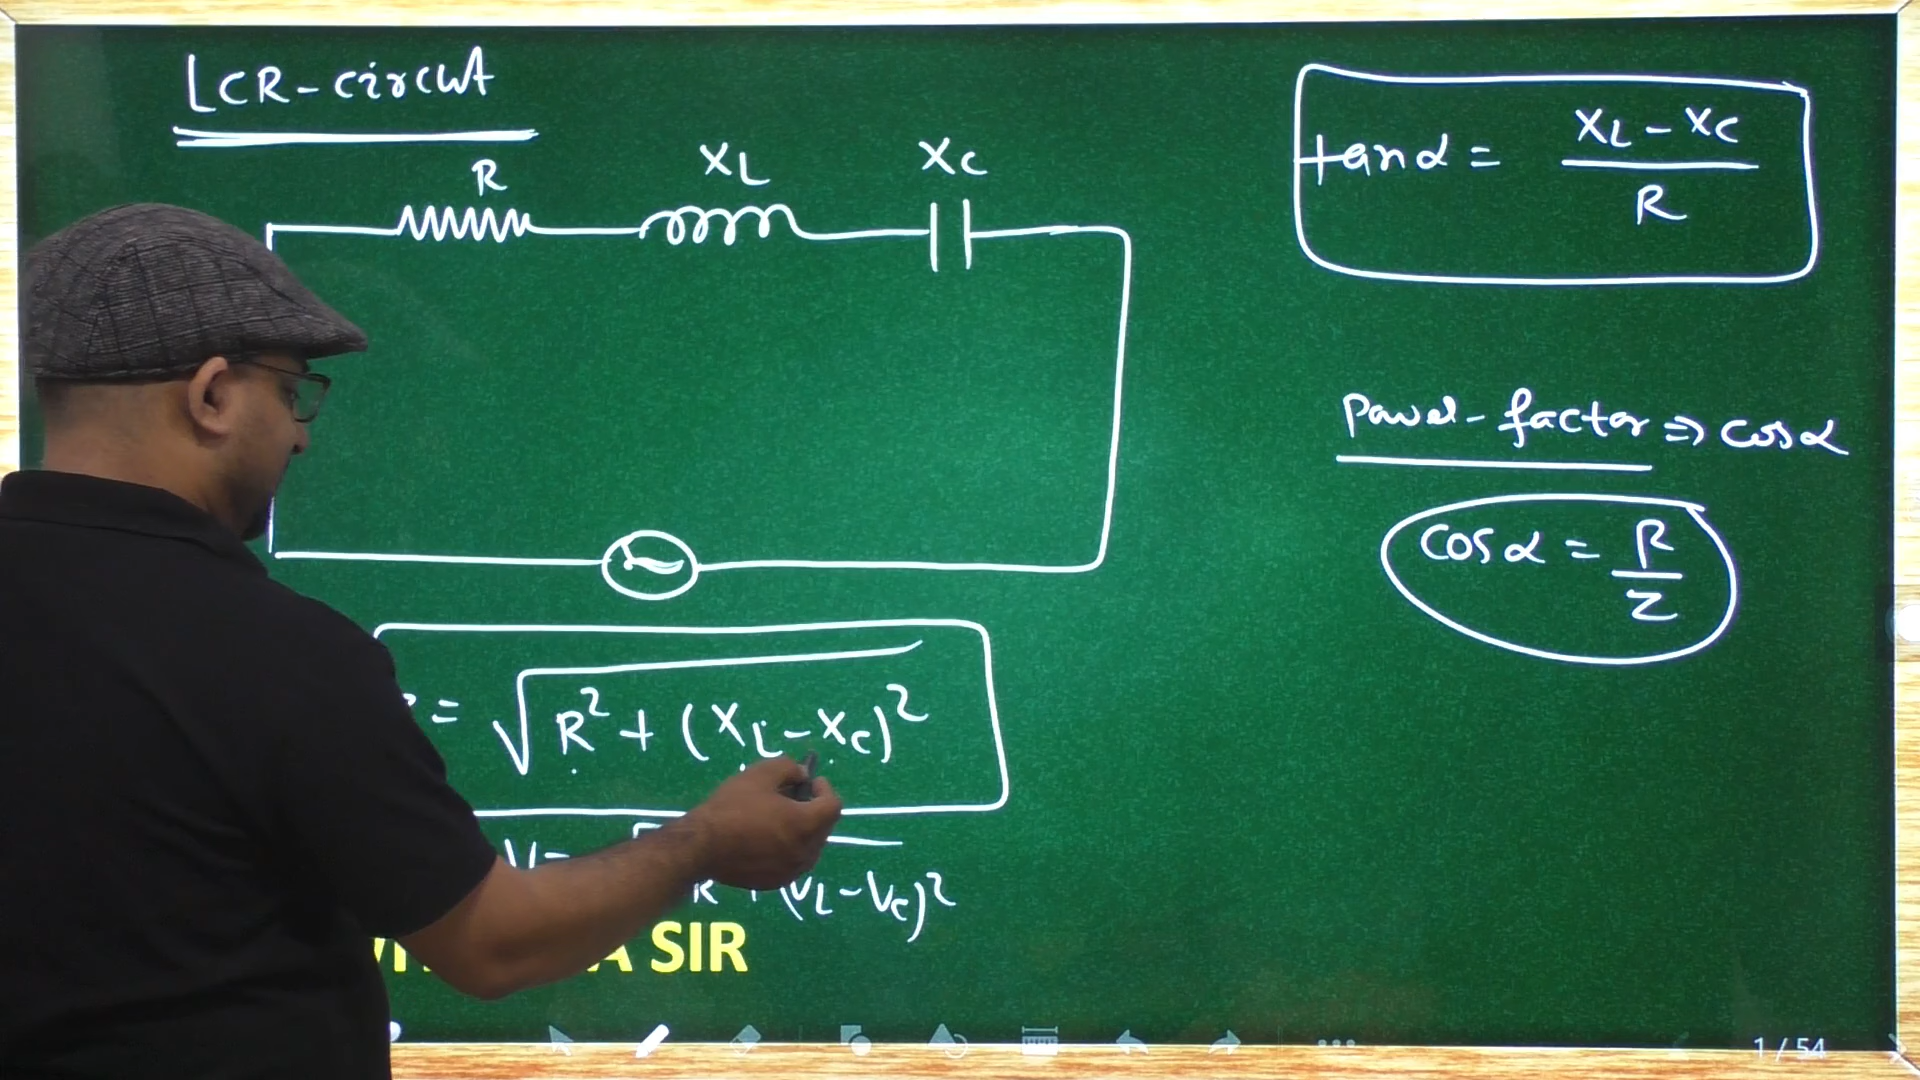 LCR-circuit
R
XL
XC
tanα = XL - XC / R
Power-factor ⇒ cosα
cosα = R / Z
= √R² + (XL - XC)²
V =
R + (VL - VC)²
A SIR
1 / 54